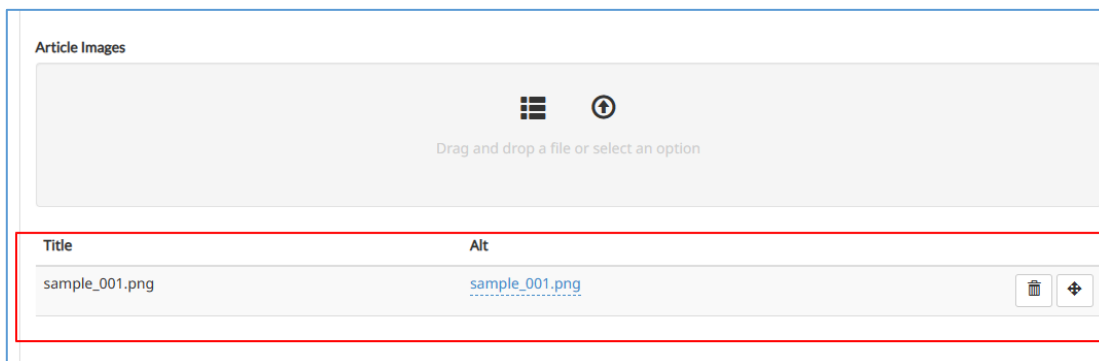 Article Images
Drag and drop a file or select an option
Title Alt
sample_001.png sample_001.png